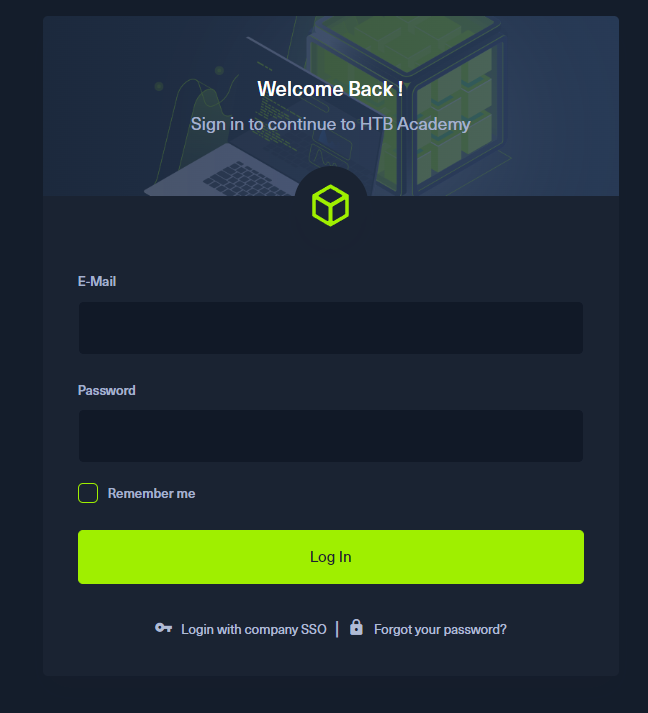 Welcome Back !
Sign in to continue to HTB Academy
E-Mail
Password
Remember me
Log In
Login with company SSO | Forgot your password?